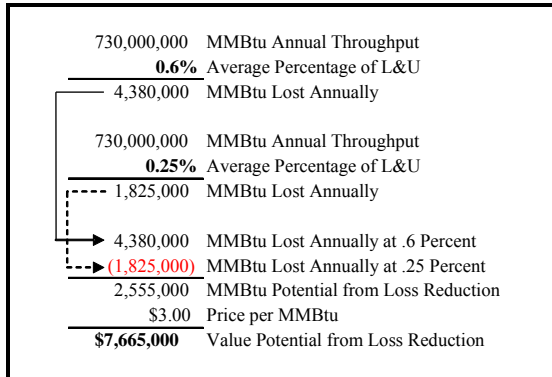 730,000,000 MMBtu Annual Throughput
0.6% Average Percentage of L&U
4,380,000 MMBtu Lost Annually
730,000,000 MMBtu Annual Throughput
0.25% Average Percentage of L&U
1,825,000 MMBtu Lost Annually
4,380,000 MMBtu Lost Annually at .6 Percent
(1,825,000) MMBtu Lost Annually at .25 Percent
2,555,000 MMBtu Potential from Loss Reduction
$3.00 Price per MMBtu
$7,665,000 Value Potential from Loss Reduction